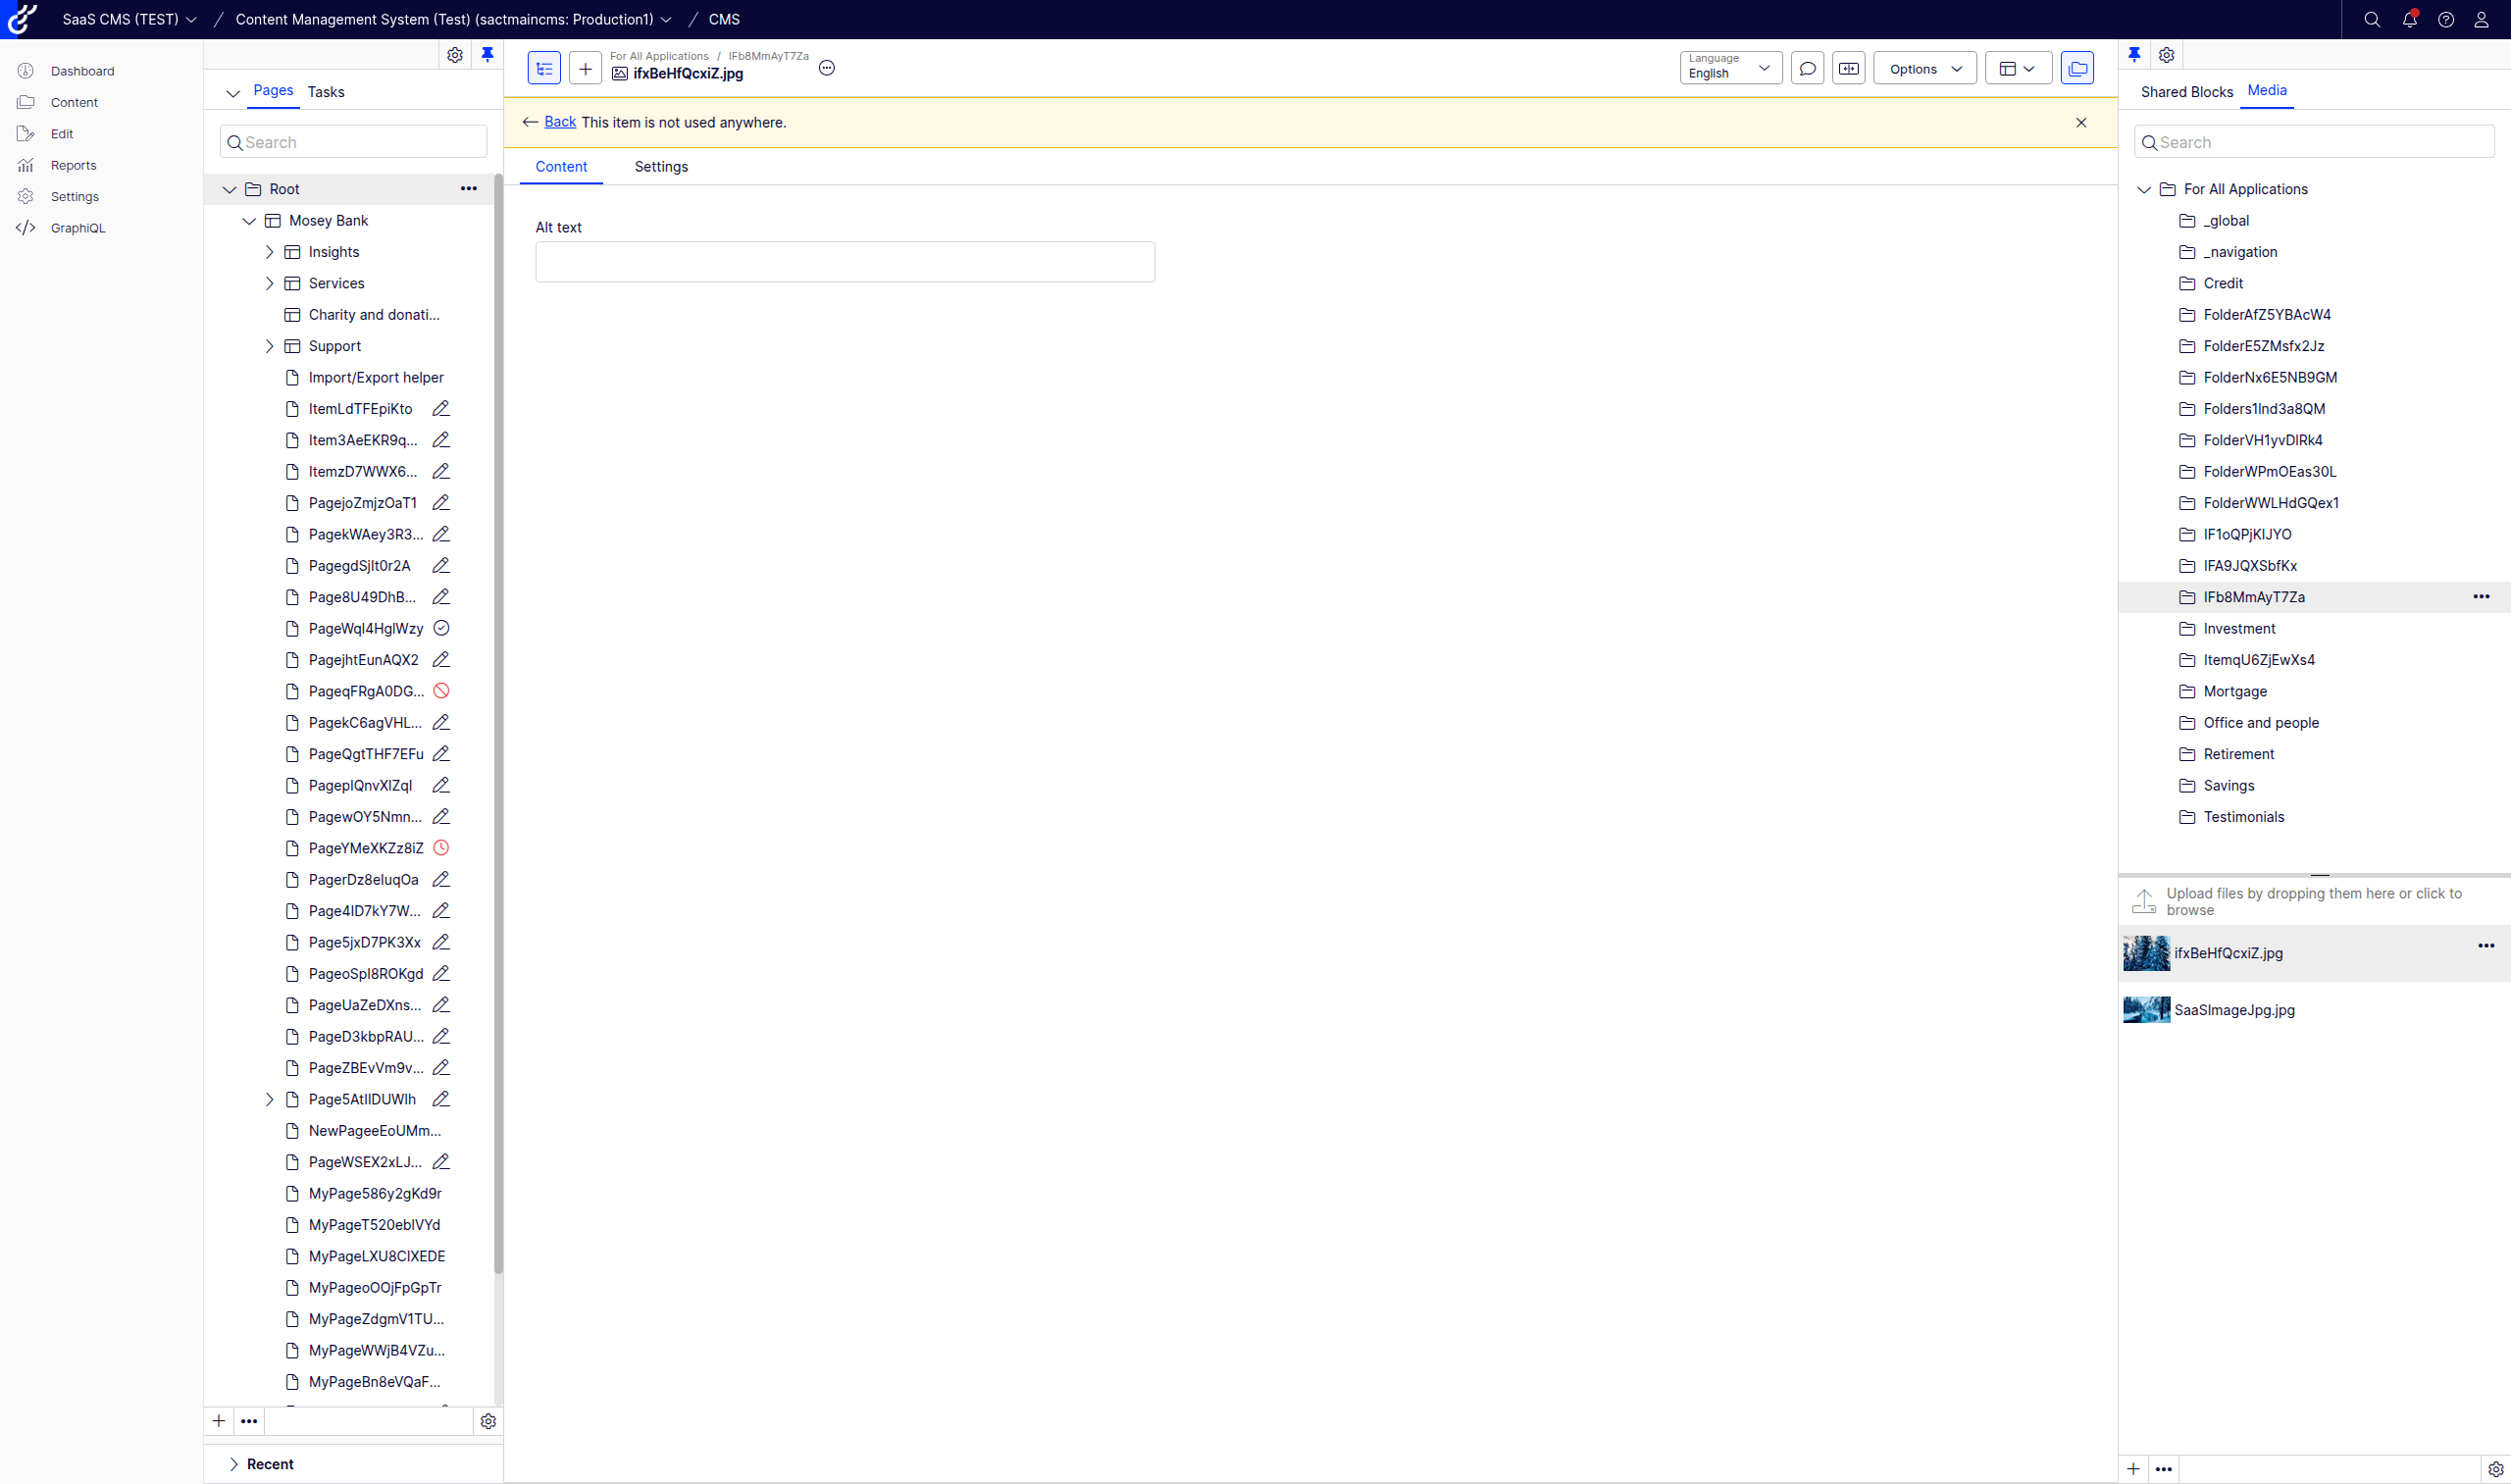 SaaS CMS (TEST) / Content Management System (Test) (sactmaincms: Production1) / CMS
Dashboard
Content
Edit
Reports
Settings
GraphiQL
Pages Tasks
Search
Root
Mosey Bank
Insights
Services
Charity and donati...
Support
Import/Export helper
ItemLdTFEpiKto
Item3AeEKR9q...
ItemzD7WWX6...
PagejoZmjzOaT1
PagekWAey3R3...
PagegdSjIt0r2A
Page8U49DhB...
PageWql4HglWzy
PagejhtEunAQX2
PageqFRgA0DG...
PagekC6agVHL...
PageQgtTHF7EFu
PageplQnvXlZql
PagewOY5Nmn...
PageYMeXKZz8iZ
PagerDz8eluqOa
Page4ID7kY7W...
Page5jxD7PK3Xx
PageoSpl8ROKgd
PageUaZeDXns...
PageD3kbpRAU...
PageZBEvVm9v...
Page5AtIIDUWlh
NewPageeEoUMm...
PageWSEX2xLJ...
MyPage586y2gKd9r
MyPageT520eblVYd
MyPageLXU8CIXEDE
MyPageoOOjFpGpTr
MyPageZdgmV1TU...
MyPageWWjB4VZu...
MyPageBn8eVQaF...
Recent
For All Applications / IFb8MmAyT7Za
ifxBeHfQcxiZ.jpg
Language
English
Options
Back This item is not used anywhere.
Content Settings
Alt text
Shared Blocks Media
Search
For All Applications
_global
_navigation
Credit
FolderAfZ5YBAcW4
FolderE5ZMsfx2Jz
FolderNx6E5NB9GM
Folders1lnd3a8QM
FolderVH1yvDlRk4
FolderWPmOEas30L
FolderWWLHdGQex1
IF1oQPjKlJYO
IFA9JQXSbfKx
IFb8MmAyT7Za
Investment
ItemqU6ZjEwXs4
Mortgage
Office and people
Retirement
Savings
Testimonials
Upload files by dropping them here or click to
browse
ifxBeHfQcxiZ.jpg
SaaSImageJpg.jpg